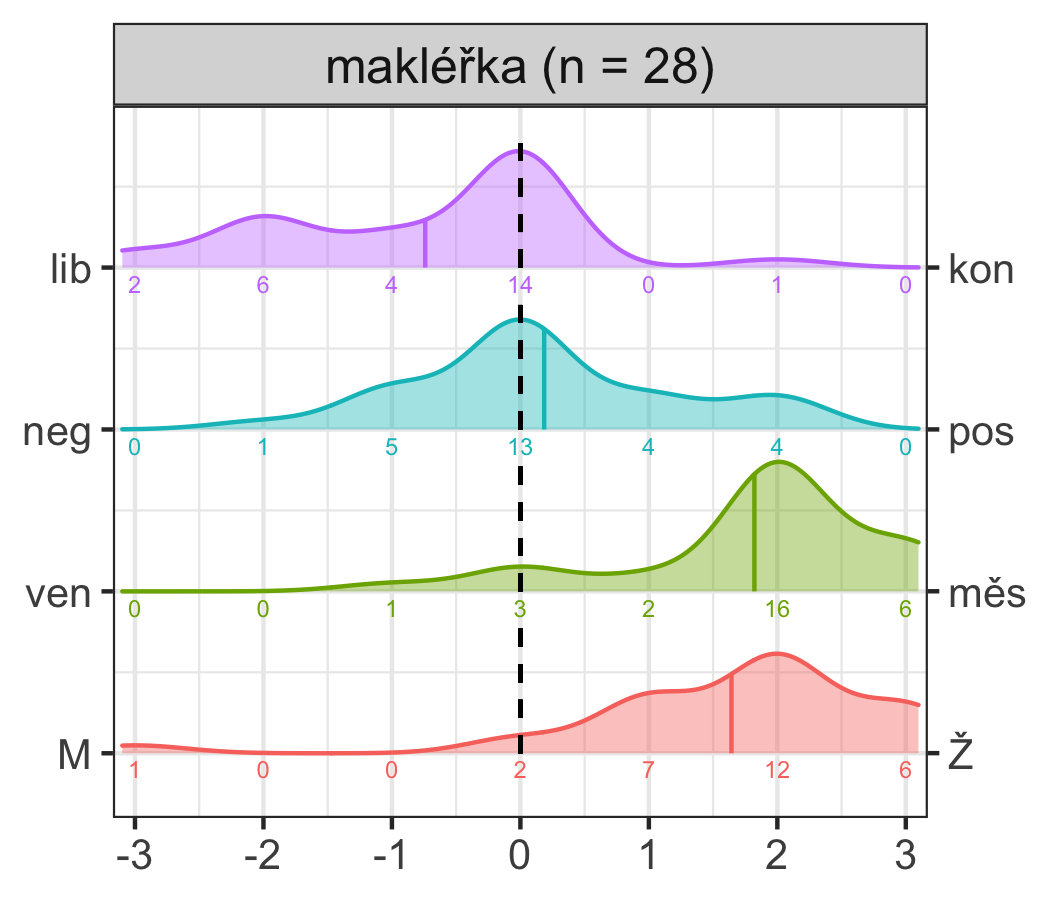 makléřka (n = 28)
lib kon
2 6 4 14 0 1 0
neg pos
0 1 5 13 4 4 0
ven měs
0 0 1 3 2 16 6
M Ž
1 0 0 2 7 12 6
-3 -2 -1 0 1 2 3